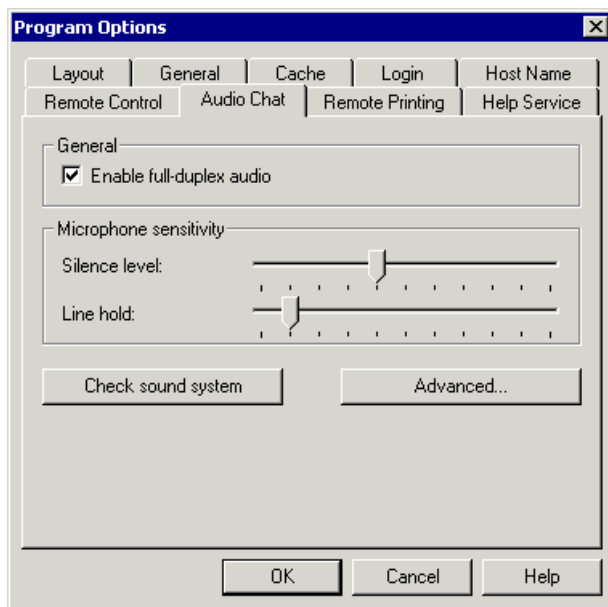 Program Options
Layout General Cache Login Host Name
Remote Control Audio Chat Remote Printing Help Service
General
Enable full-duplex audio
Microphone sensitivity
Silence level:
Line hold:
Check sound system Advanced...
OK Cancel Help